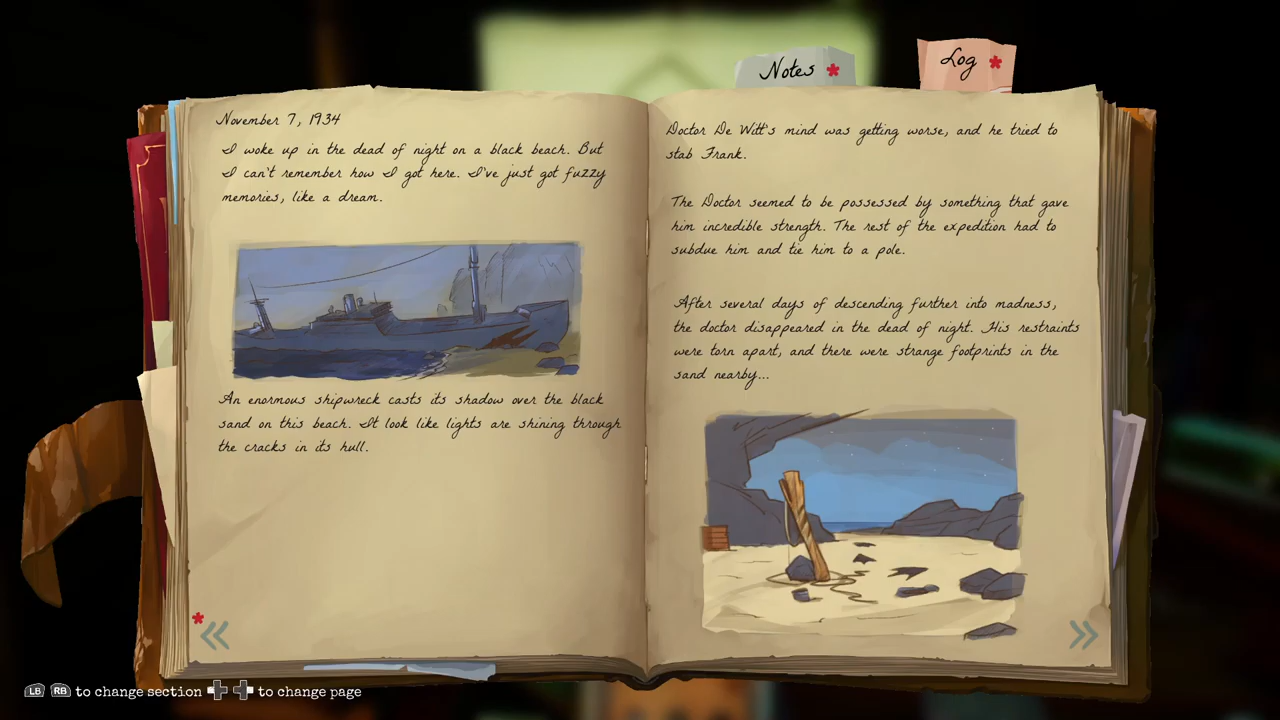 Notes *
Log *
November 7, 1934
I woke up in the dead of night on a black beach. But
I can't remember how I got here. I've just got fuzzy
memories, like a dream.
An enormous shipwreck casts its shadow over the black
sand on this beach. It look like lights are shining through
the cracks in its hull.
Doctor De Witt's mind was getting worse, and he tried to
stab Frank.
The Doctor seemed to be possessed by something that gave
him incredible strength. The rest of the expedition had to
subdue him and tie him to a pole.
After several days of descending further into madness,
the doctor disappeared in the dead of night. His restraints
were torn apart, and there were strange footprints in the
sand nearby...
LB RB to change section to change page